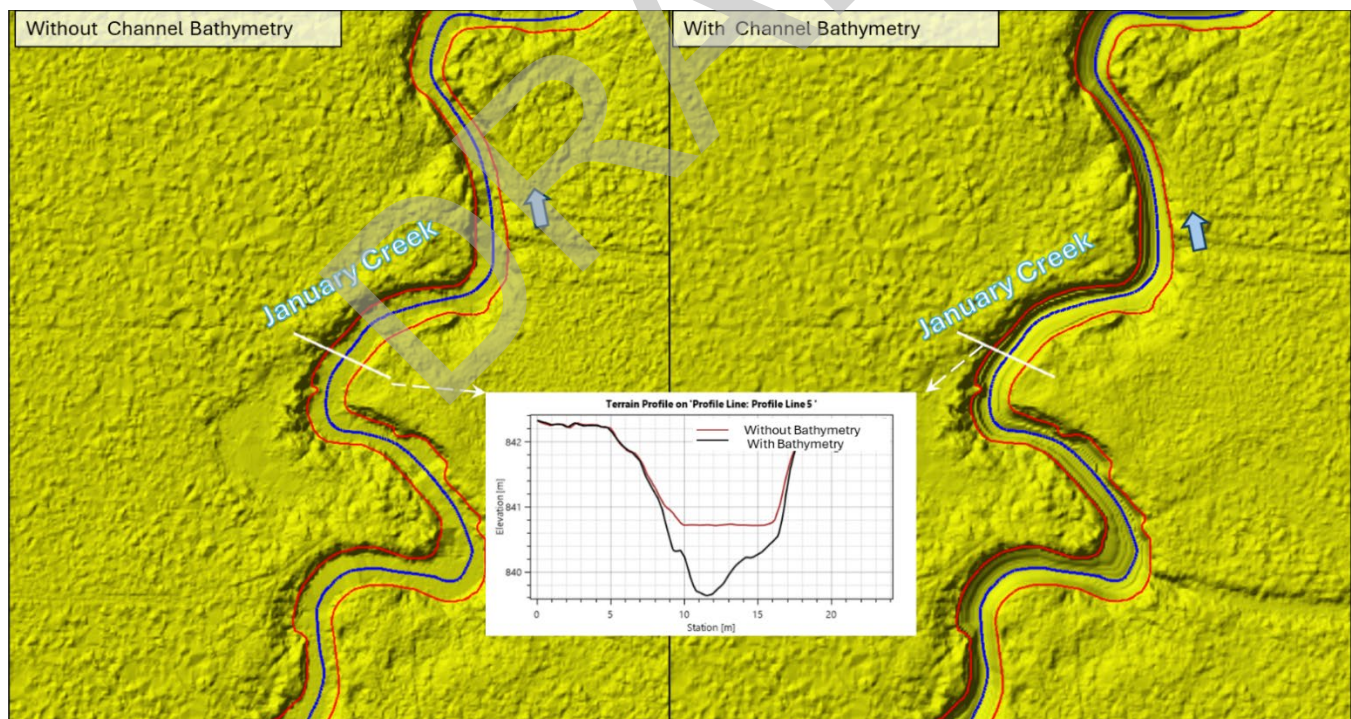 Without Channel Bathymetry
With Channel Bathymetry
DRA
January Creek
January Creek
Terrain Profile on 'Profile Line: Profile Line 5 '
Without Bathymetry
With Bathymetry
842
841
840
Elevation [m]
0 5 10 15 20
Station [m]